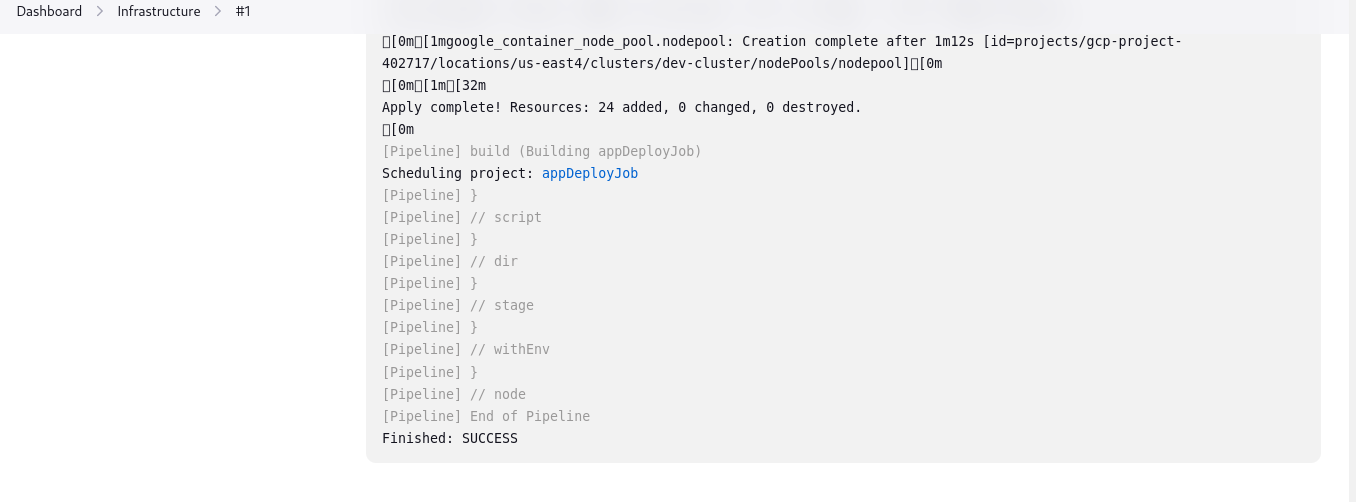 Dashboard > Infrastructure > #1
▯[0m▯[1mgoogle_container_node_pool.nodepool: Creation complete after 1m12s [id=projects/gcp-project-
402717/locations/us-east4/clusters/dev-cluster/nodePools/nodepool]▯[0m
▯[0m▯[1m▯[32m
Apply complete! Resources: 24 added, 0 changed, 0 destroyed.
▯[0m
[Pipeline] build (Building appDeployJob)
Scheduling project: appDeployJob
[Pipeline] }
[Pipeline] // script
[Pipeline] }
[Pipeline] // dir
[Pipeline] }
[Pipeline] // stage
[Pipeline] }
[Pipeline] // withEnv
[Pipeline] }
[Pipeline] // node
[Pipeline] End of Pipeline
Finished: SUCCESS